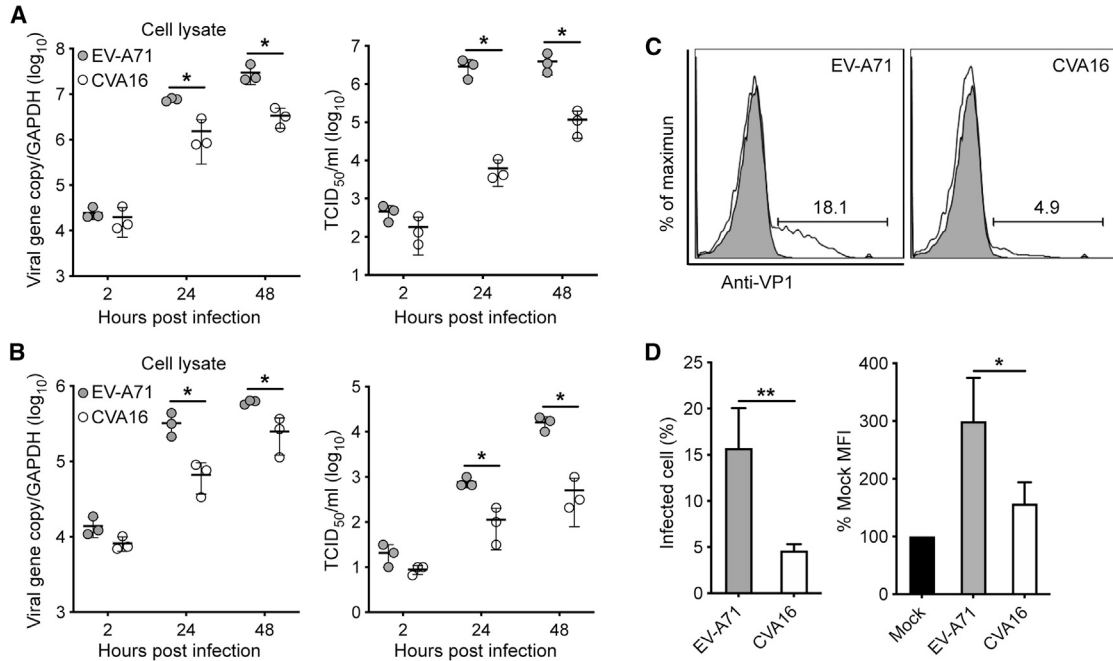 A
Cell lysate
EV-A71
CVA16
Viral gene copy/GAPDH (log10)
8
7
6
5
4
3
*
*
2 24 48
Hours post infection
TCID50/ml (log10)
7
6
5
4
3
2
1
*
*
2 24 48
Hours post infection
C
EV-A71
CVA16
% of maximun
18.1
4.9
Anti-VP1
B
Cell lysate
EV-A71
CVA16
Viral gene copy/GAPDH (log10)
6
5
4
3
*
*
2 24 48
Hours post infection
TCID50/ml (log10)
5
4
3
2
1
0
*
*
2 24 48
Hours post infection
D
Infected cell (%)
25
20
15
10
5
0
**
EV-A71 CVA16
% Mock MFI
400
300
200
100
0
*
Mock EV-A71 CVA16